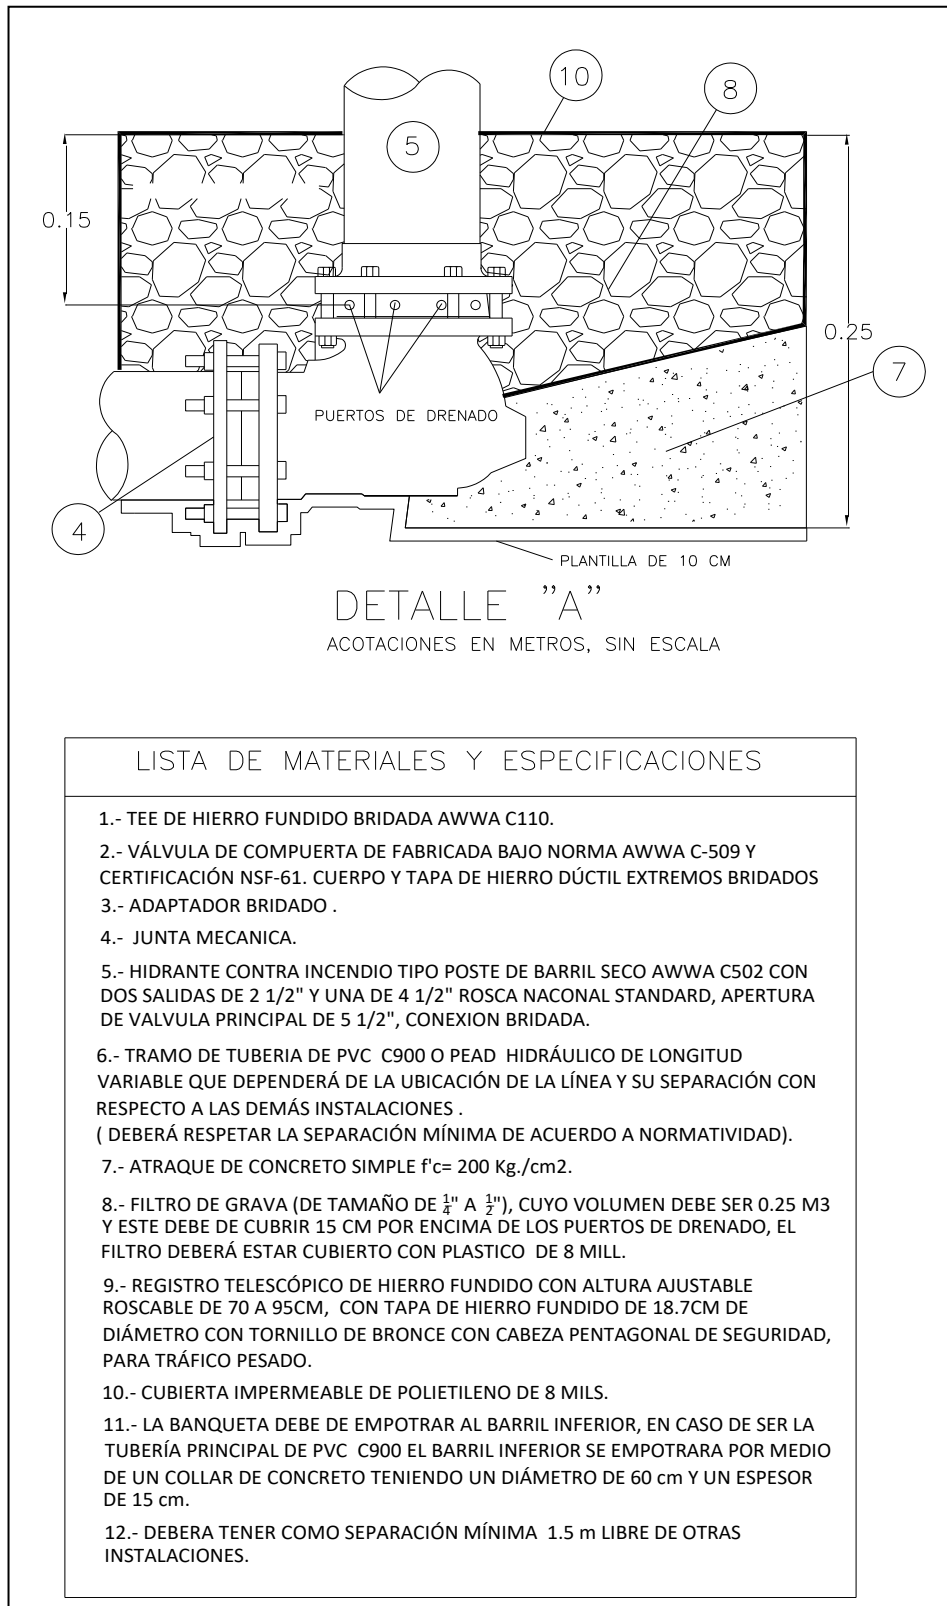 10
8
5
0.15
0.25
7
PUERTOS DE DRENADO
4
PLANTILLA DE 10 CM
DETALLE "A"
ACOTACIONES EN METROS, SIN ESCALA
LISTA DE MATERIALES Y ESPECIFICACIONES
1.- TEE DE HIERRO FUNDIDO BRIDADA AWWA C110.
2.- VÁLVULA DE COMPUERTA DE FABRICADA BAJO NORMA AWWA C-509 Y
CERTIFICACIÓN NSF-61. CUERPO Y TAPA DE HIERRO DÚCTIL EXTREMOS BRIDADOS
3.- ADAPTADOR BRIDADO .
4.- JUNTA MECANICA.
5.- HIDRANTE CONTRA INCENDIO TIPO POSTE DE BARRIL SECO AWWA C502 CON
DOS SALIDAS DE 2 1/2" Y UNA DE 4 1/2" ROSCA NACONAL STANDARD, APERTURA
DE VALVULA PRINCIPAL DE 5 1/2", CONEXION BRIDADA.
6.- TRAMO DE TUBERIA DE PVC C900 O PEAD HIDRÁULICO DE LONGITUD
VARIABLE QUE DEPENDERÁ DE LA UBICACIÓN DE LA LÍNEA Y SU SEPARACIÓN CON
RESPECTO A LAS DEMÁS INSTALACIONES .
( DEBERÁ RESPETAR LA SEPARACIÓN MÍNIMA DE ACUERDO A NORMATIVIDAD).
7.- ATRAQUE DE CONCRETO SIMPLE f'c= 200 Kg./cm2.
8.- FILTRO DE GRAVA (DE TAMAÑO DE 1/4" A 1/2"), CUYO VOLUMEN DEBE SER 0.25 M3
Y ESTE DEBE DE CUBRIR 15 CM POR ENCIMA DE LOS PUERTOS DE DRENADO, EL
FILTRO DEBERÁ ESTAR CUBIERTO CON PLASTICO DE 8 MILL.
9.- REGISTRO TELESCÓPICO DE HIERRO FUNDIDO CON ALTURA AJUSTABLE
ROSCABLE DE 70 A 95CM, CON TAPA DE HIERRO FUNDIDO DE 18.7CM DE
DIÁMETRO CON TORNILLO DE BRONCE CON CABEZA PENTAGONAL DE SEGURIDAD,
PARA TRÁFICO PESADO.
10.- CUBIERTA IMPERMEABLE DE POLIETILENO DE 8 MILS.
11.- LA BANQUETA DEBE DE EMPOTRAR AL BARRIL INFERIOR, EN CASO DE SER LA
TUBERÍA PRINCIPAL DE PVC C900 EL BARRIL INFERIOR SE EMPOTRARA POR MEDIO
DE UN COLLAR DE CONCRETO TENIENDO UN DIÁMETRO DE 60 cm Y UN ESPESOR
DE 15 cm.
12.- DEBERA TENER COMO SEPARACIÓN MÍNIMA 1.5 m LIBRE DE OTRAS
INSTALACIONES.